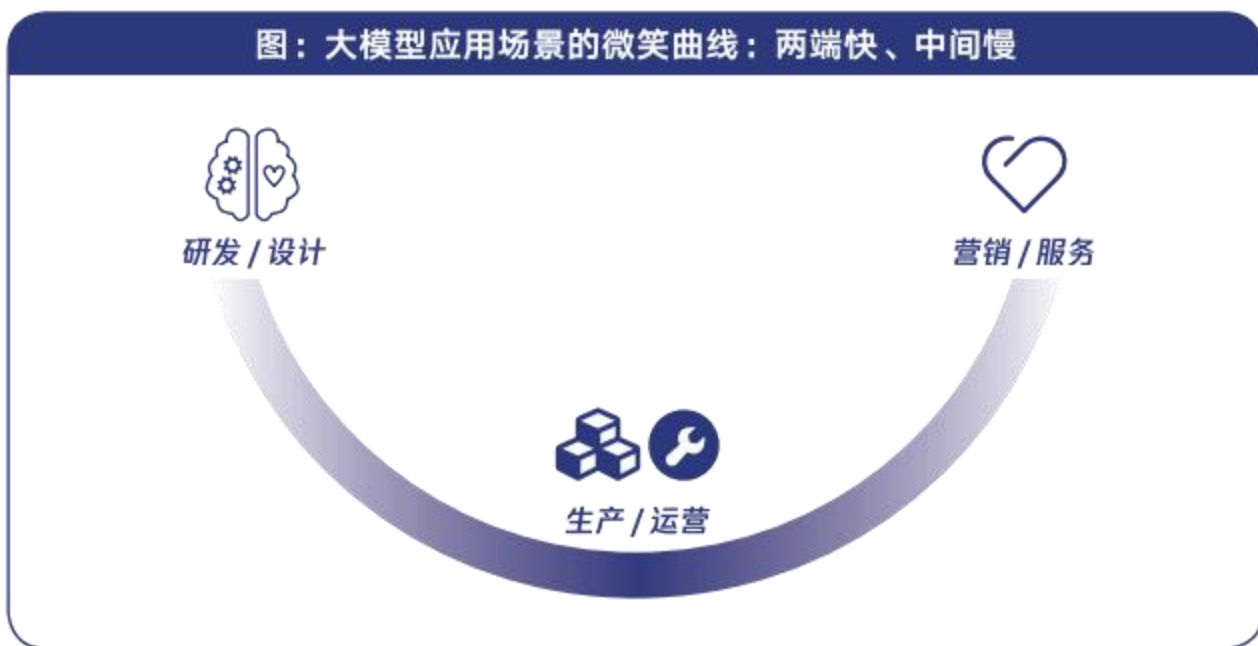 图：大模型应用场景的微笑曲线：两端快、中间慢
研发 / 设计
营销 / 服务
生产 / 运营